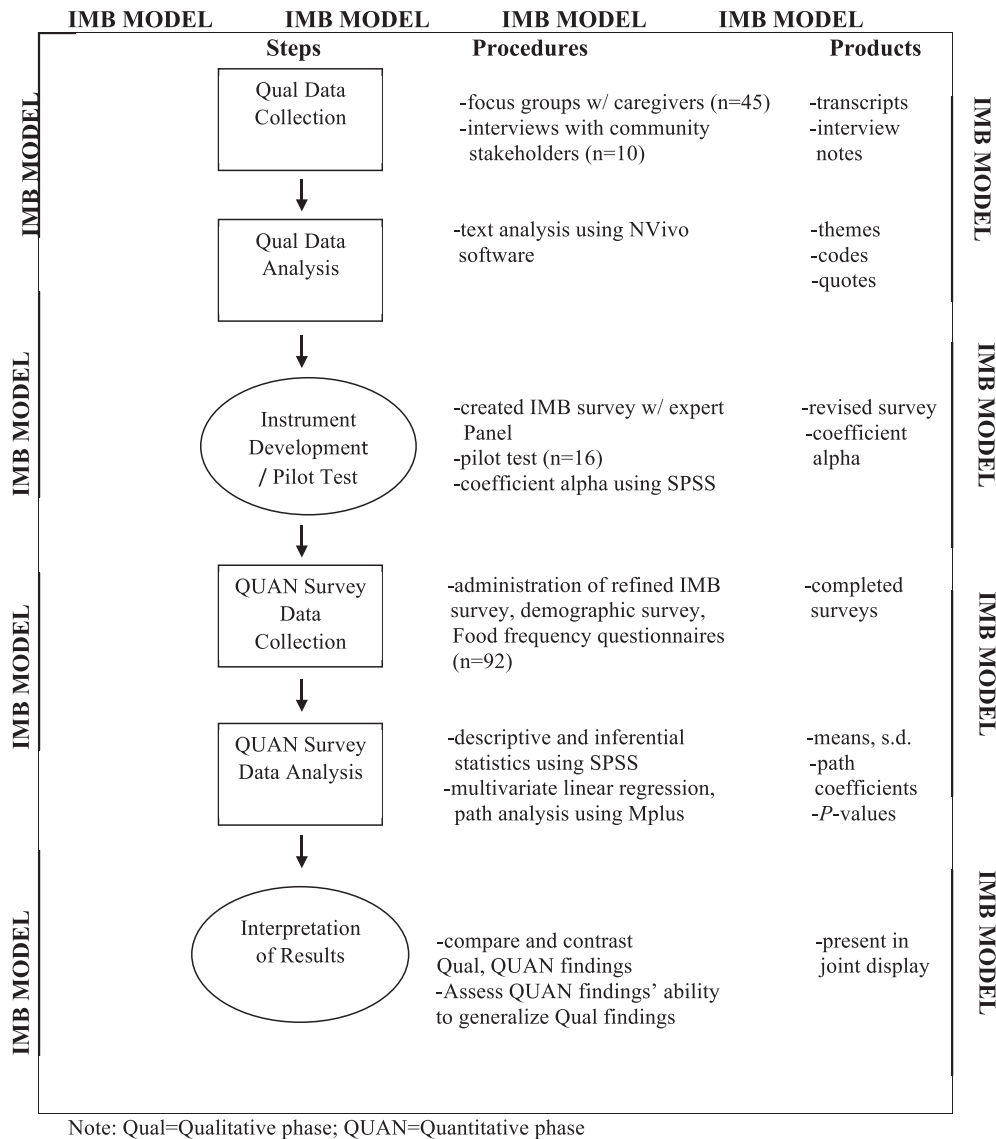 IMB MODEL IMB MODEL IMB MODEL IMB MODEL
Steps Procedures Products
IMB MODEL
IMB MODEL
Qual Data
Collection
-focus groups w/ caregivers (n=45)
-interviews with community
stakeholders (n=10)
-transcripts
-interview
notes
Qual Data
Analysis
-text analysis using NVivo
software
-themes
-codes
-quotes
IMB MODEL
IMB MODEL
Instrument
Development
/ Pilot Test
-created IMB survey w/ expert
Panel
-pilot test (n=16)
-coefficient alpha using SPSS
-revised survey
-coefficient
alpha
IMB MODEL
IMB MODEL
QUAN Survey
Data
Collection
-administration of refined IMB
survey, demographic survey,
Food frequency questionnaires
(n=92)
-completed
surveys
QUAN Survey
Data Analysis
-descriptive and inferential
statistics using SPSS
-multivariate linear regression,
path analysis using Mplus
-means, s.d.
-path
coefficients
-P-values
IMB MODEL
IMB MODEL
Interpretation
of Results
-compare and contrast
Qual, QUAN findings
-Assess QUAN findings' ability
to generalize Qual findings
-present in
joint display
Note: Qual=Qualitative phase; QUAN=Quantitative phase